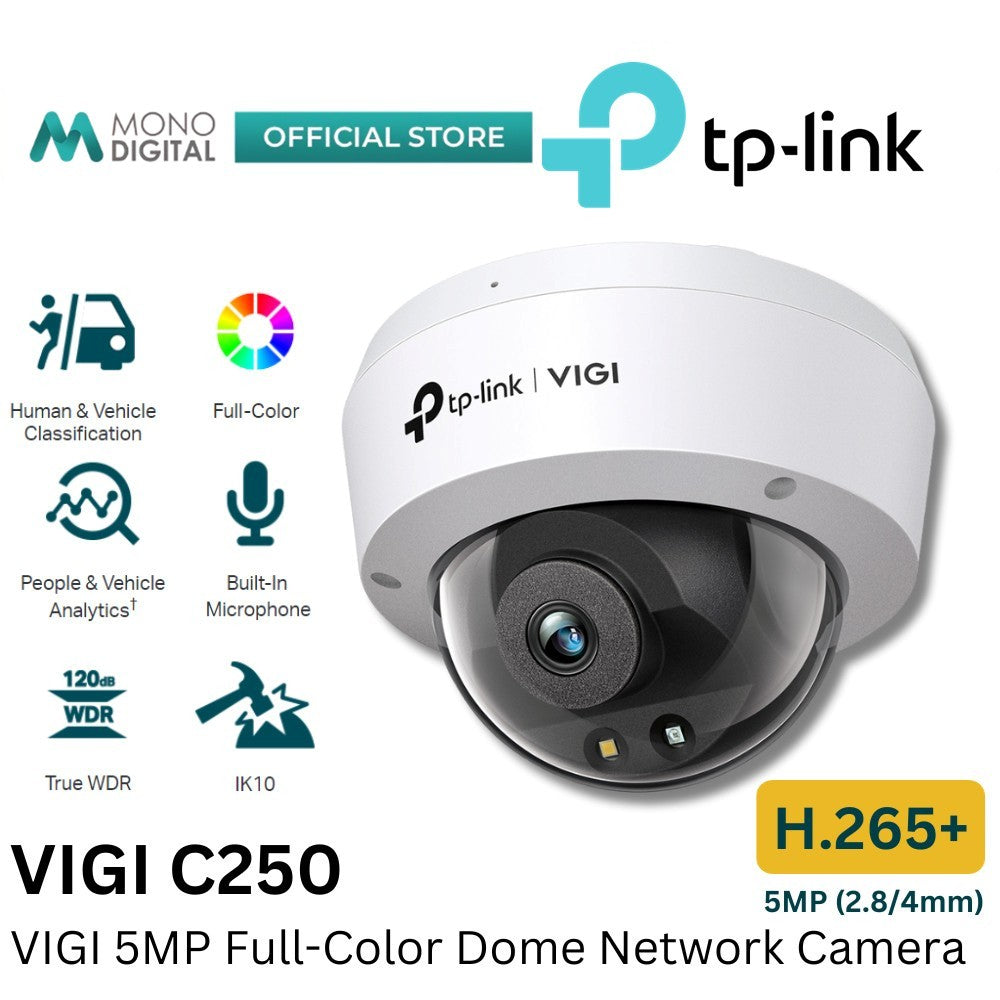 MONO
DIGITAL
OFFICIAL STORE
tp-link
Human & Vehicle
Classification
Full-Color
tp-link | VIGI
People & Vehicle
Analytics†
Built-In
Microphone
120dB
WDR
True WDR
IK10
H.265+
5MP (2.8/4mm)
VIGI C250
VIGI 5MP Full-Color Dome Network Camera